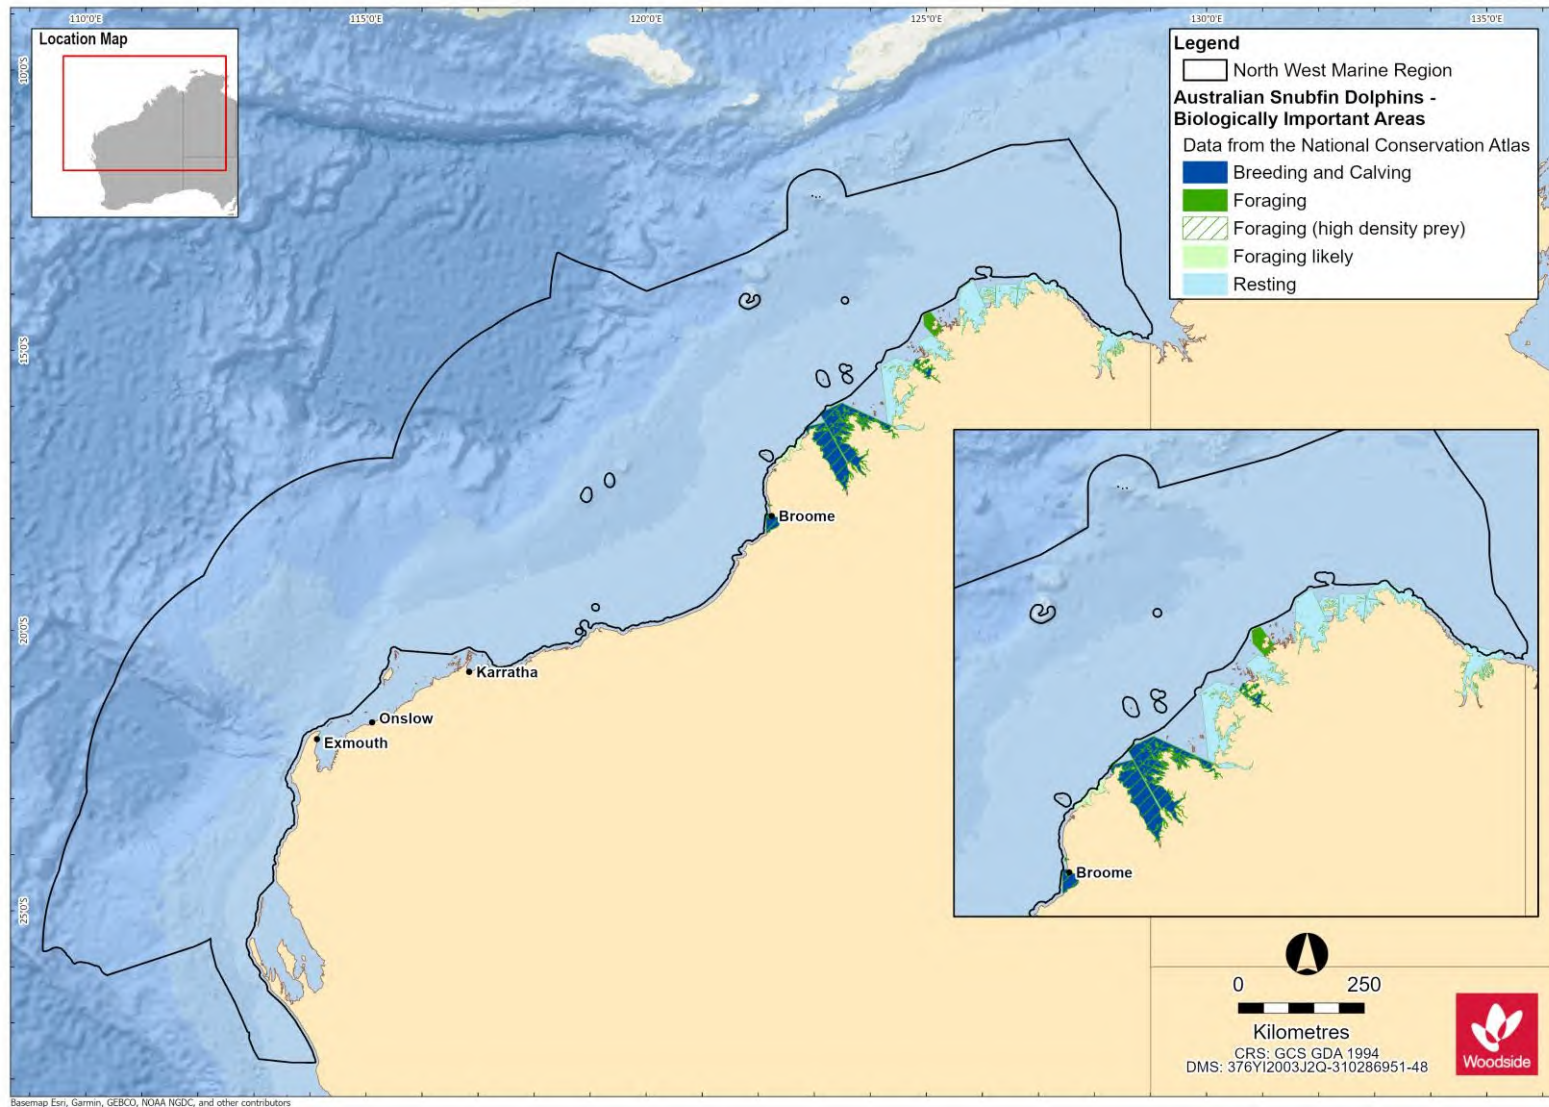 110°0'E
115°0'E
120°0'E
125°0'E
130°0'E
135°0'E
Location Map
10°0'S
15°0'S
20°0'S
25°0'S
Legend
North West Marine Region
Australian Snubfin Dolphins -
Biologically Important Areas
Data from the National Conservation Atlas
Breeding and Calving
Foraging
Foraging (high density prey)
Foraging likely
Resting
Broome
Karratha
Onslow
Exmouth
Broome
0 250
Kilometres
CRS: GCS GDA 1994
DMS: 376YI2003J2Q-310286951-48
Woodside
Basemap Esri, Garmin, GEBCO, NOAA NGDC, and other contributors